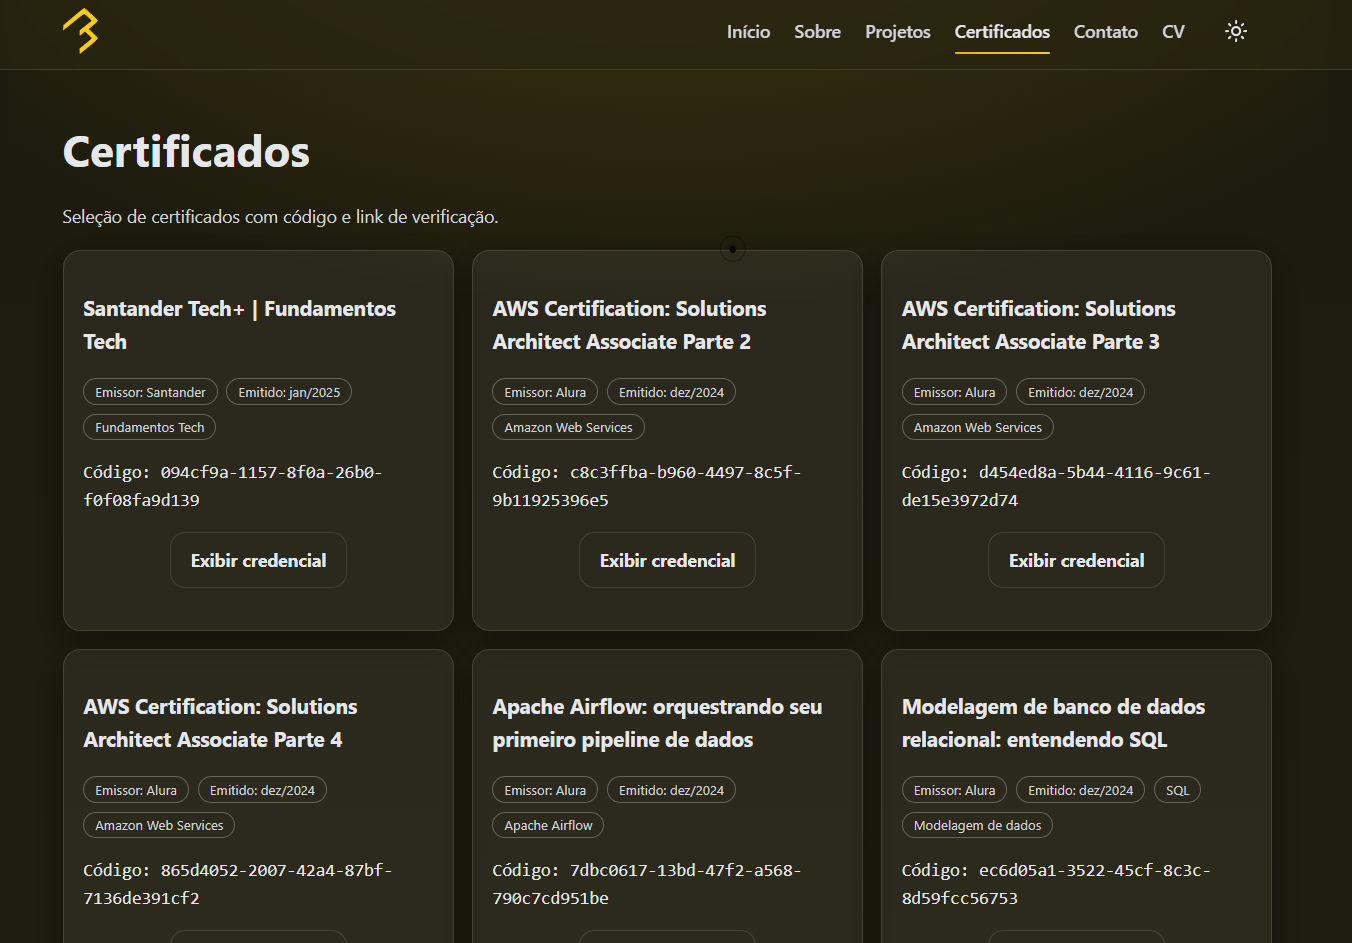 Início Sobre Projetos Certificados Contato CV
Certificados
Seleção de certificados com código e link de verificação.
Santander Tech+ | Fundamentos
Tech
Emissor: Santander Emitido: jan/2025
Fundamentos Tech
Código: 094cf9a-1157-8f0a-26b0-
f0f08fa9d139
Exibir credencial
AWS Certification: Solutions
Architect Associate Parte 2
Emissor: Alura Emitido: dez/2024
Amazon Web Services
Código: c8c3ffba-b960-4497-8c5f-
9b11925396e5
Exibir credencial
AWS Certification: Solutions
Architect Associate Parte 3
Emissor: Alura Emitido: dez/2024
Amazon Web Services
Código: d454ed8a-5b44-4116-9c61-
de15e3972d74
Exibir credencial
AWS Certification: Solutions
Architect Associate Parte 4
Emissor: Alura Emitido: dez/2024
Amazon Web Services
Código: 865d4052-2007-42a4-87bf-
7136de391cf2
Apache Airflow: orquestrando seu
primeiro pipeline de dados
Emissor: Alura Emitido: dez/2024
Apache Airflow
Código: 7dbc0617-13bd-47f2-a568-
790c7cd951be
Modelagem de banco de dados
relacional: entendendo SQL
Emissor: Alura Emitido: dez/2024 SQL
Modelagem de dados
Código: ec6d05a1-3522-45cf-8c3c-
8d59fcc56753